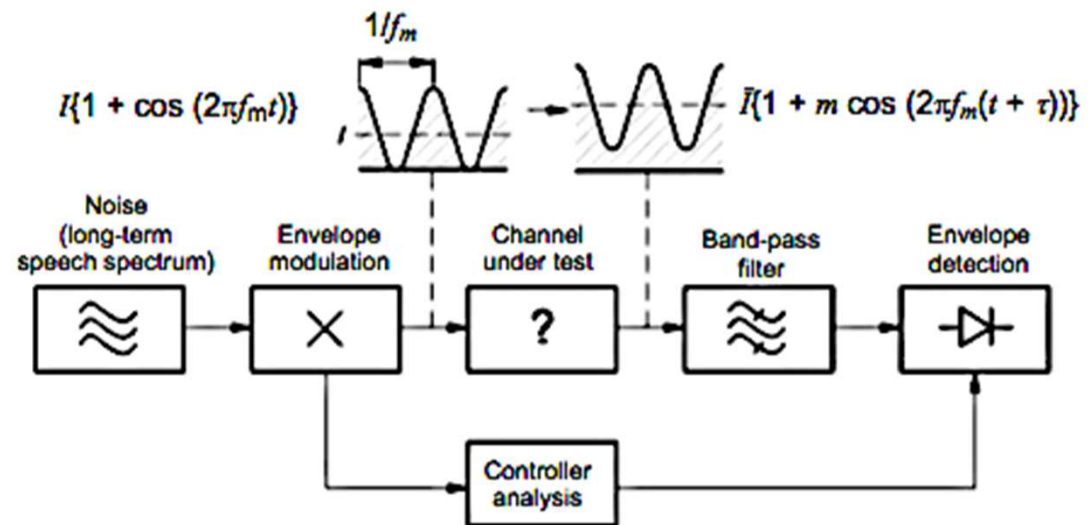 1/fm
I{1 + cos (2πfmt)}
I
Ī{1 + m cos (2πfm(t + τ))}
Noise
(long-term
speech spectrum)
Envelope
modulation
Channel
under test
Band-pass
filter
Envelope
detection
?
Controller
analysis